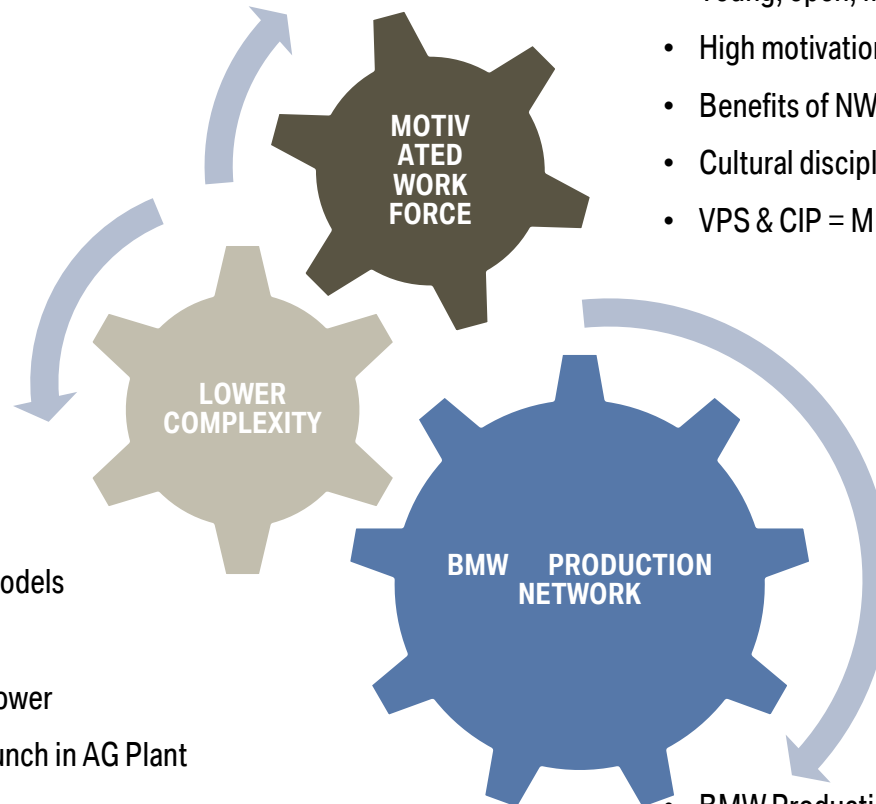 • High motivation
• Benefits of NW
• Cultural discipl
• VPS & CIP = M
MOTIV
ATED
WORK
FORCE
LOWER
COMPLEXITY
BMW PRODUCTION
NETWORK
odels
ower
unch in AG Plant